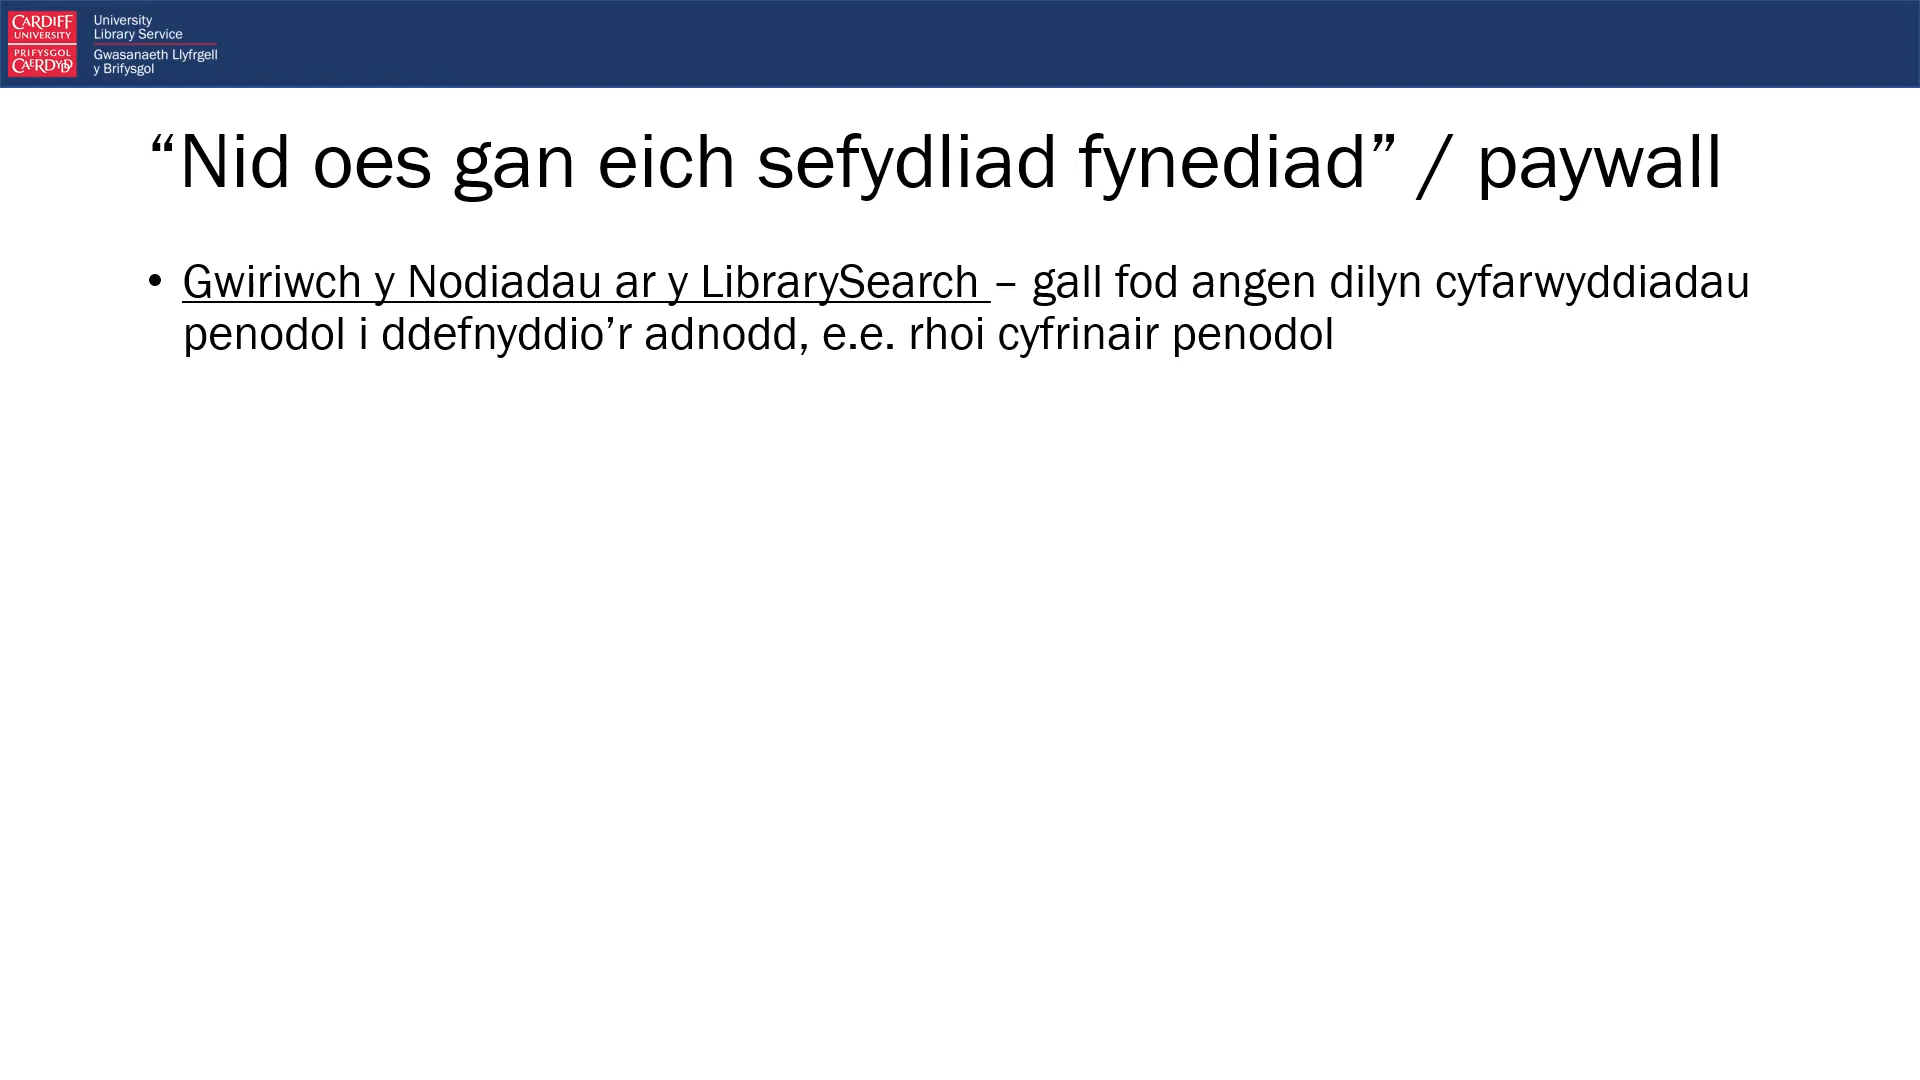 CARDIFF
UNIVERSITY
PRIFYSGOL
CAERDYDD
University
Library Service
Gwasanaeth Llyfrgell
y Brifysgol
“Nid oes gan eich sefydliad fynediad” / paywall
• Gwiriwch y Nodiadau ar y LibrarySearch – gall fod angen dilyn cyfarwyddiadau
penodol i ddefnyddio’r adnodd, e.e. rhoi cyfrinair penodol